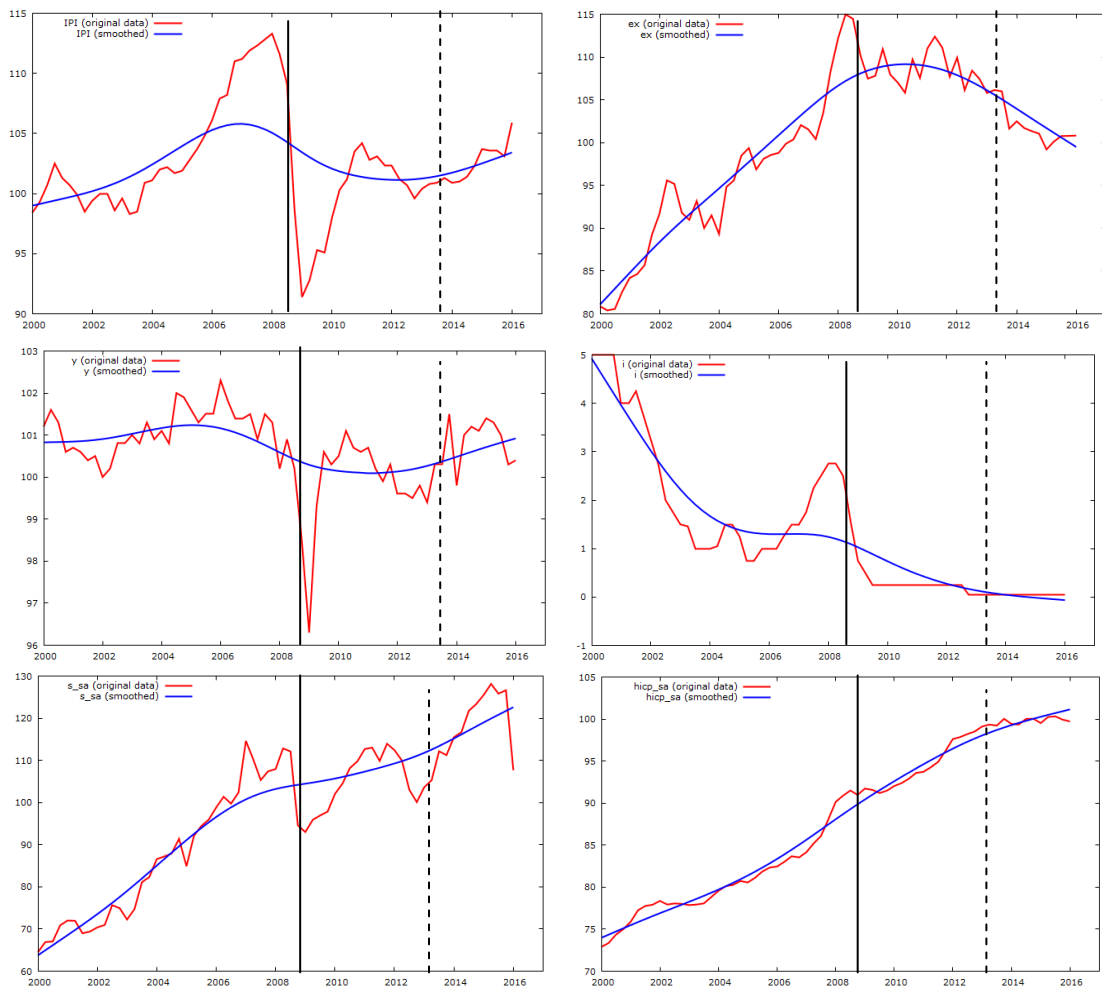 IPI (original data)
IPI (smoothed)
115
110
105
100
95
90
2000 2002 2004 2006 2008 2010 2012 2014 2016
ex (original data)
ex (smoothed)
115
110
105
100
95
90
85
80
2000 2002 2004 2006 2008 2010 2012 2014 2016
y (original data)
y (smoothed)
103
102
101
100
99
98
97
96
2000 2002 2004 2006 2008 2010 2012 2014 2016
i (original data)
i (smoothed)
5
4
3
2
1
0
-1
2000 2002 2004 2006 2008 2010 2012 2014 2016
s_sa (original data)
s_sa (smoothed)
130
120
110
100
90
80
70
60
2000 2002 2004 2006 2008 2010 2012 2014 2016
hicp_sa (original data)
hicp_sa (smoothed)
105
100
95
90
85
80
75
70
2000 2002 2004 2006 2008 2010 2012 2014 2016